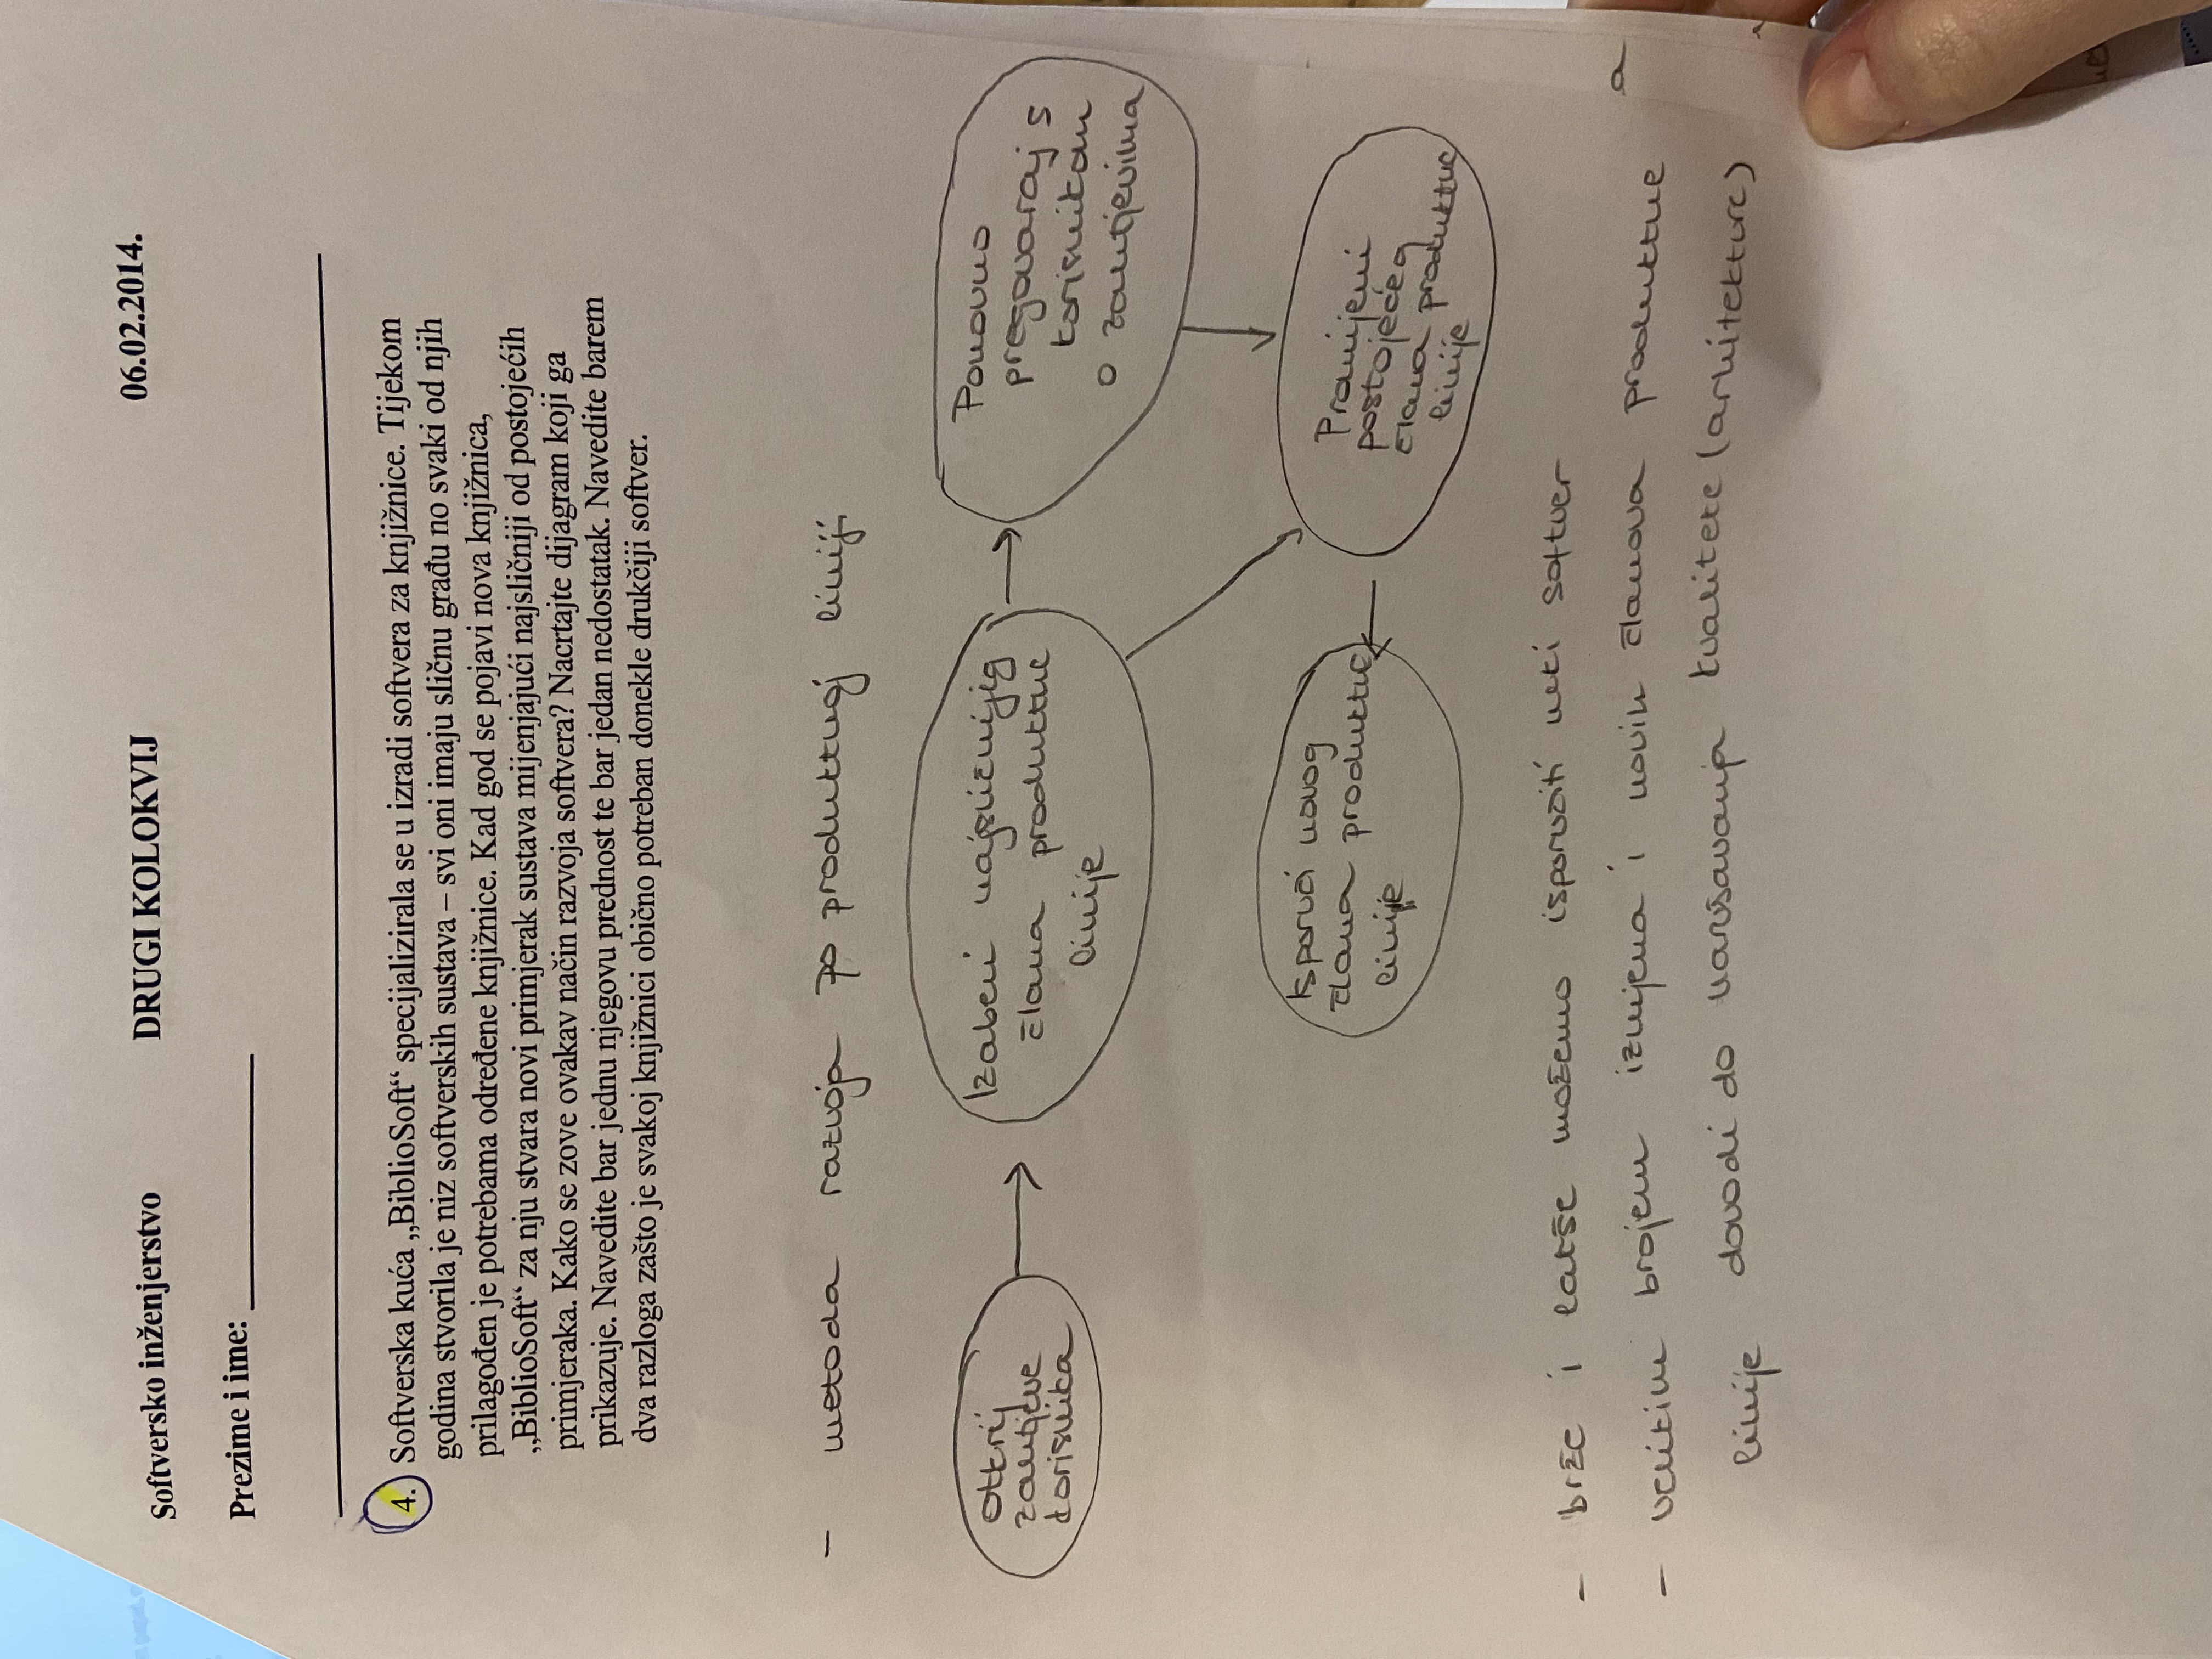 Softversko inženjerstvo DRUGI KOLOKVIJ 06.02.2014.
Prezime i ime:
4. Softverska kuća „BiblioSoft“ specijalizirala se u izradi softvera za knjižnice. Tijekom
godina stvorila je niz softverskih sustava – svi oni imaju sličnu građu no svaki od njih
prilagođen je potrebama određene knjižnice. Kad god se pojavi nova knjižnica,
„BiblioSoft“ za nju stvara novi primjerak sustava mijenjajući najsličniji od postojećih
primjeraka. Kako se zove ovakav način razvoja softvera? Nacrtajte dijagram koji ga
prikazuje. Navedite bar jednu njegovu prednost te bar jedan nedostatak. Navedite barem
dva razloga zašto je svakoj knjižnici obično potreban donekle drukčiji softver.
- metoda razvoja po produktnoj liniji
Otkrij
zahtjeve
korisnika
Izaberi najsličnijeg
člana produktne
linije
Ponovno
pregovaraj s
korisnikom
o zahtjevima
Isporuči novog
člana produktne
linije
Promijeni
postojećeg
člana produktne
linije
- brže i lakše možemo isporučiti neki softver
- velikim brojem izmjena i novih članova produktne a
linije dovodi do narušavanja kvalitete (arhitekture)